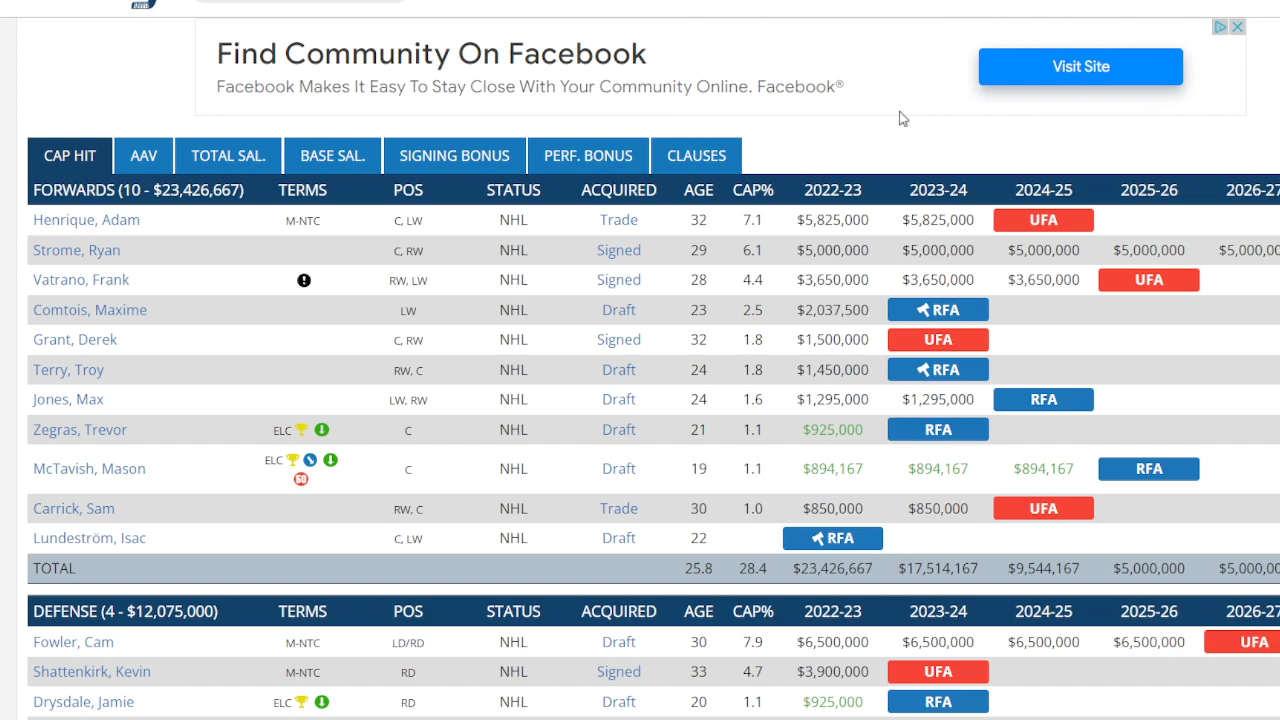 Find Community On Facebook
Facebook Makes It Easy To Stay Close With Your Community Online. Facebook®
Visit Site
CAP HIT AAV TOTAL SAL. BASE SAL. SIGNING BONUS PERF. BONUS CLAUSES
FORWARDS (10 - $23,426,667) TERMS POS STATUS ACQUIRED AGE CAP% 2022-23 2023-24 2024-25 2025-26 2026-27
Henrique, Adam M-NTC C, LW NHL Trade 32 7.1 $5,825,000 $5,825,000 UFA
Strome, Ryan C, RW NHL Signed 29 6.1 $5,000,000 $5,000,000 $5,000,000 $5,000,000 $5,000,00
Vatrano, Frank RW, LW NHL Signed 28 4.4 $3,650,000 $3,650,000 $3,650,000 UFA
Comtois, Maxime LW NHL Draft 23 2.5 $2,037,500 RFA
Grant, Derek C, RW NHL Signed 32 1.8 $1,500,000 UFA
Terry, Troy RW, C NHL Draft 24 1.8 $1,450,000 RFA
Jones, Max LW, RW NHL Draft 24 1.6 $1,295,000 $1,295,000 RFA
Zegras, Trevor ELC C NHL Draft 21 1.1 $925,000 RFA
McTavish, Mason ELC C NHL Draft 19 1.1 $894,167 $894,167 $894,167 RFA
Carrick, Sam RW, C NHL Trade 30 1.0 $850,000 $850,000 UFA
Lundeström, Isac C, LW NHL Draft 22 RFA
TOTAL 25.8 28.4 $23,426,667 $17,514,167 $9,544,167 $5,000,000 $5,000,00
DEFENSE (4 - $12,075,000) TERMS POS STATUS ACQUIRED AGE CAP% 2022-23 2023-24 2024-25 2025-26 2026-27
Fowler, Cam M-NTC LD/RD NHL Draft 30 7.9 $6,500,000 $6,500,000 $6,500,000 $6,500,000 UFA
Shattenkirk, Kevin M-NTC RD NHL Signed 33 4.7 $3,900,000 UFA
Drysdale, Jamie ELC RD NHL Draft 20 1.1 $925,000 RFA